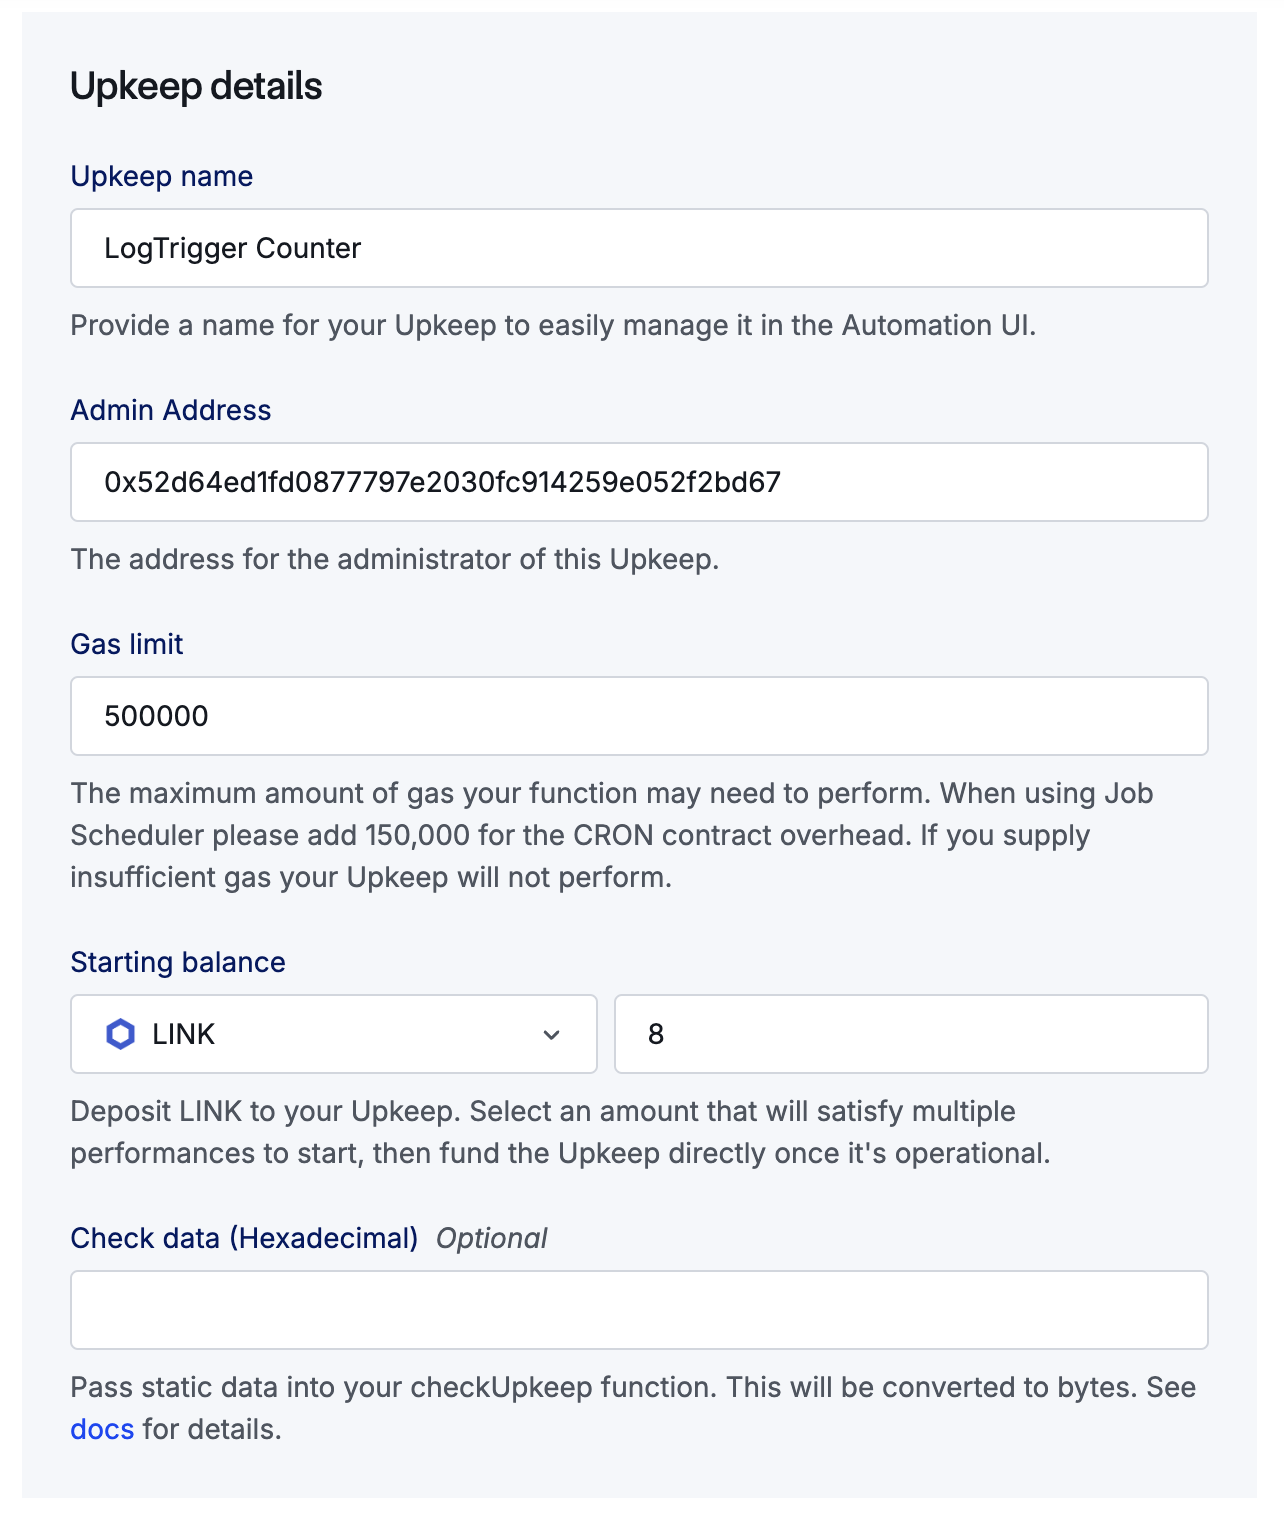 Upkeep details
Upkeep name
LogTrigger Counter
Provide a name for your Upkeep to easily manage it in the Automation UI.
Admin Address
0x52d64ed1fd0877797e2030fc914259e052f2bd67
The address for the administrator of this Upkeep.
Gas limit
500000
The maximum amount of gas your function may need to perform. When using Job
Scheduler please add 150,000 for the CRON contract overhead. If you supply
insufficient gas your Upkeep will not perform.
Starting balance
LINK 8
Deposit LINK to your Upkeep. Select an amount that will satisfy multiple
performances to start, then fund the Upkeep directly once it's operational.
Check data (Hexadecimal) Optional
Pass static data into your checkUpkeep function. This will be converted to bytes. See
docs for details.